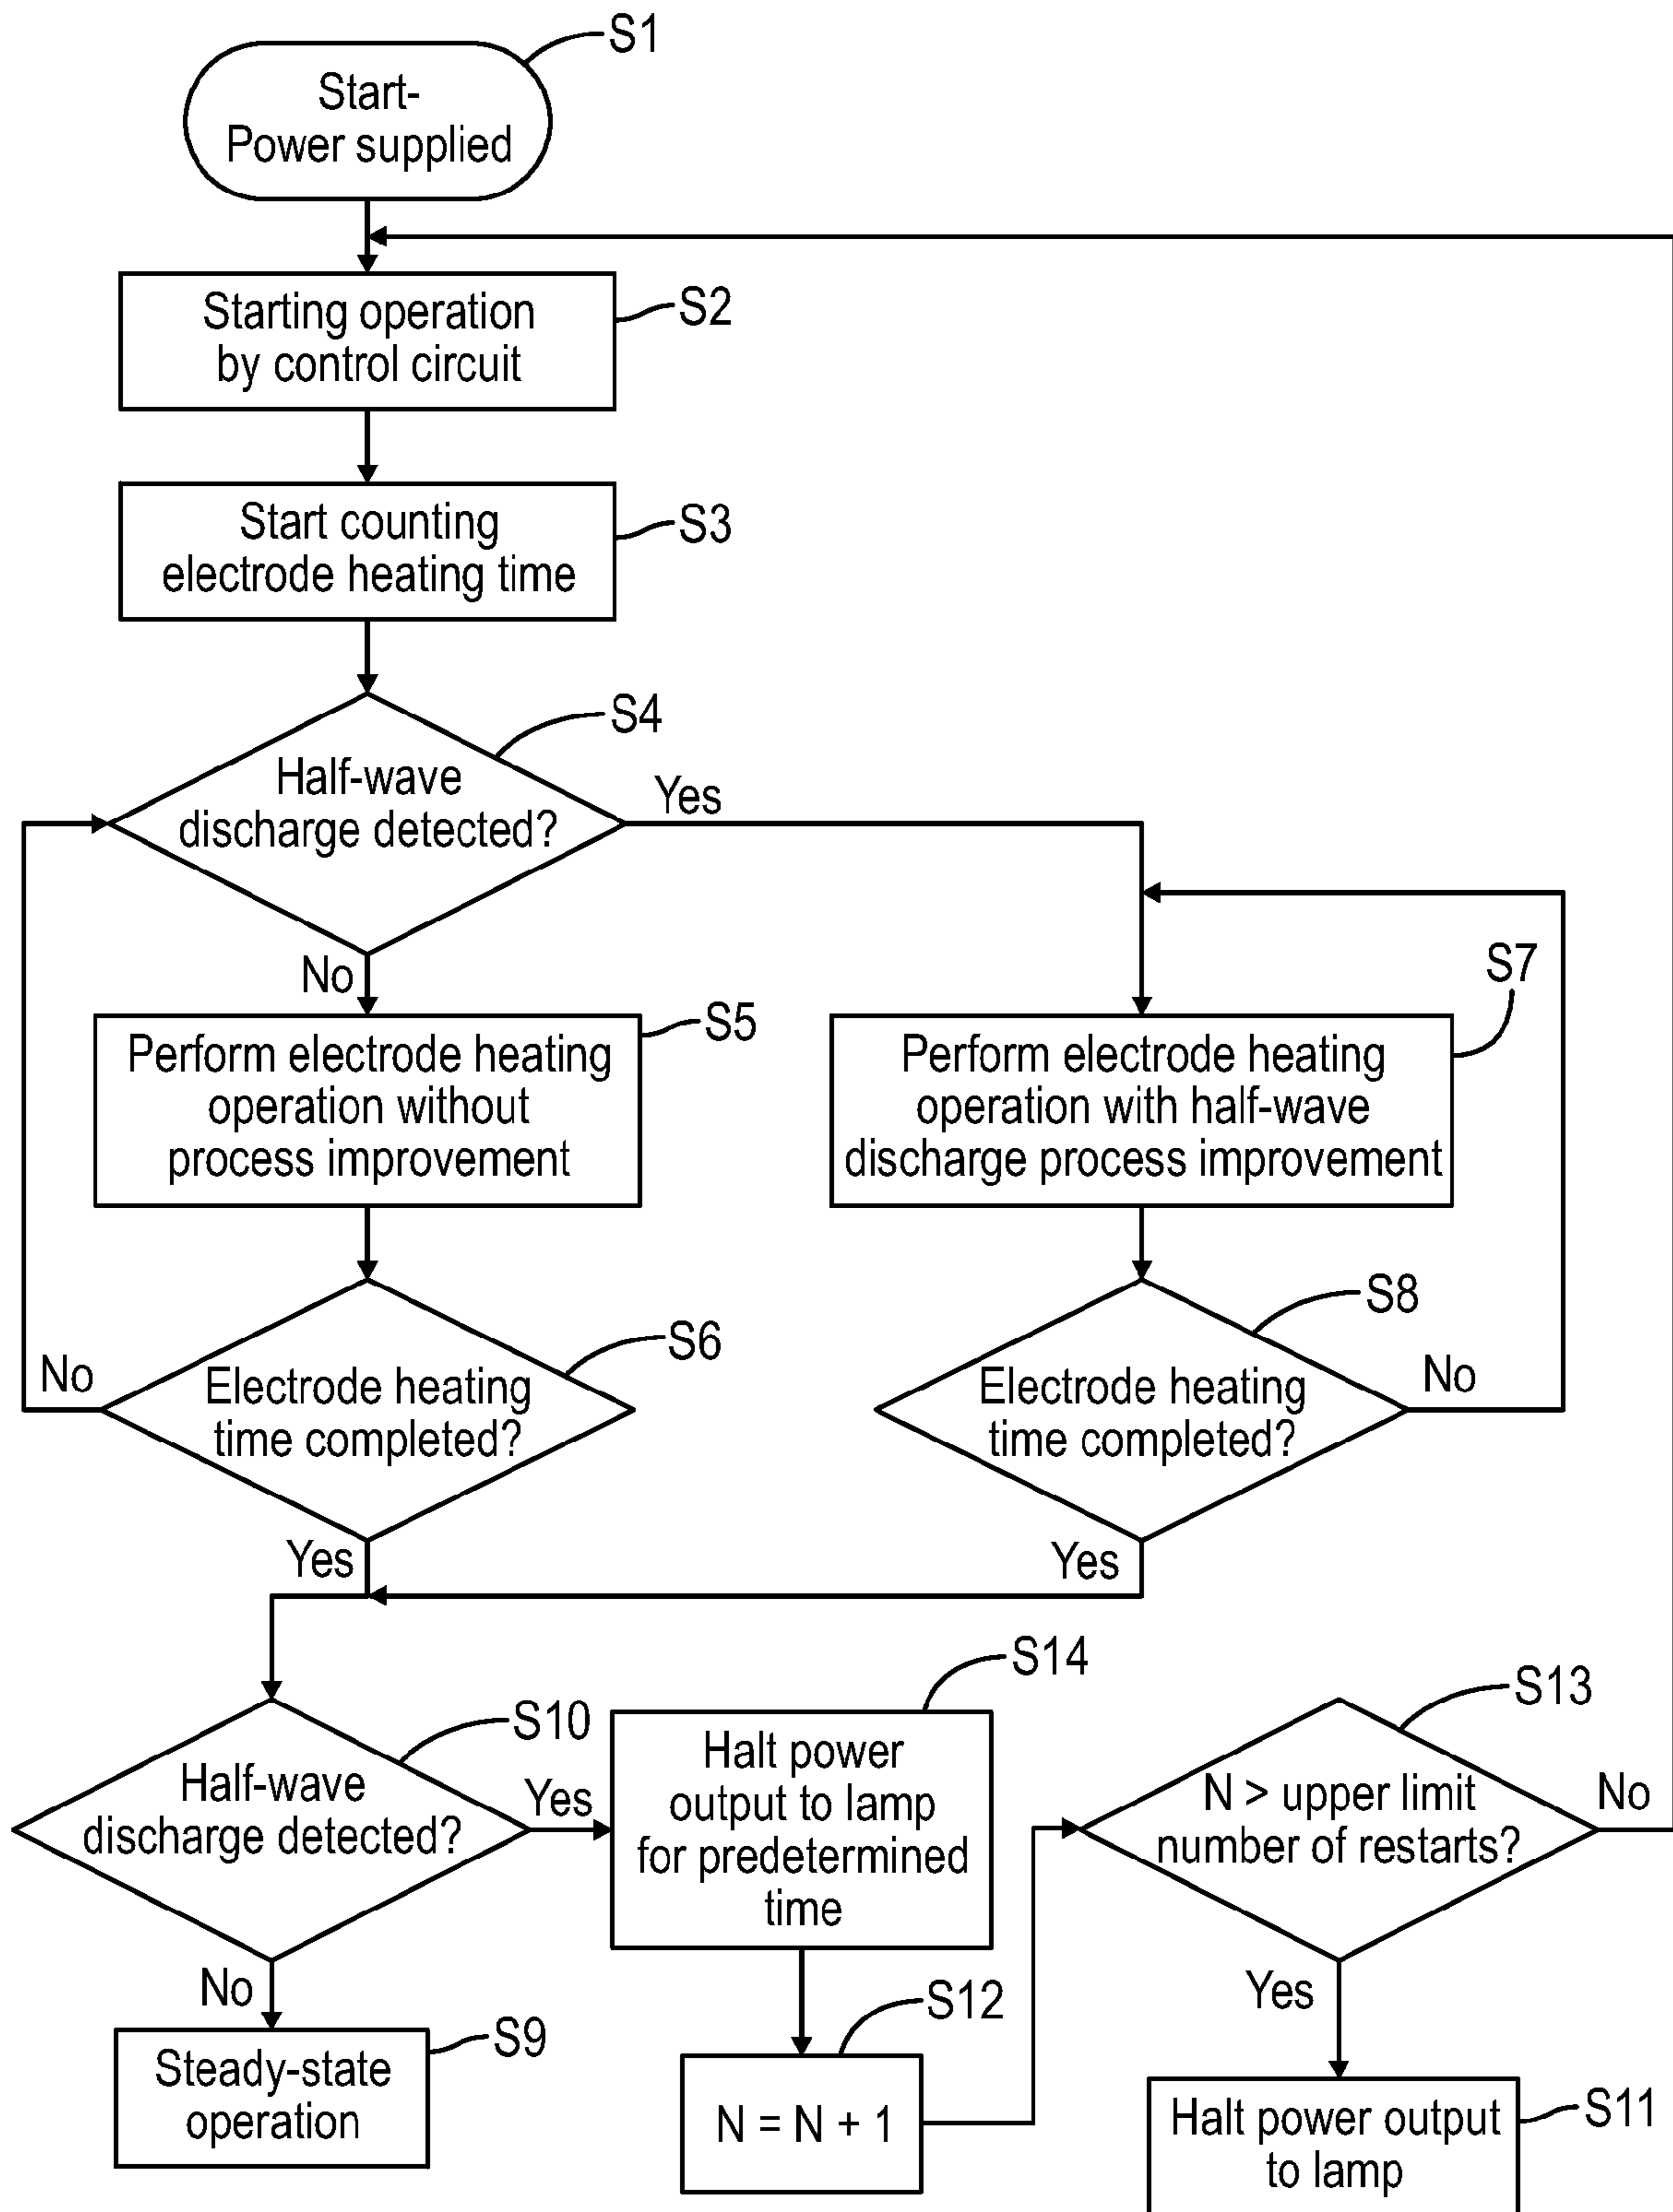 S1
Start-
Power supplied
Starting operation
by control circuit
S2
Start counting
electrode heating time
S3
S4
Half-wave
discharge detected?
Yes
No
S7
Perform electrode heating
operation without
process improvement
S5
Perform electrode heating
operation with half-wave
discharge process improvement
S8
S6
No
Electrode heating
time completed?
Electrode heating
time completed?
No
Yes
Yes
S14
S13
S10
Half-wave
discharge detected?
Yes
Halt power
output to lamp
for predetermined
time
N > upper limit
number of restarts?
No
No
Yes
S12
S9
Steady-state
operation
N = N + 1
Halt power output
to lamp
S11